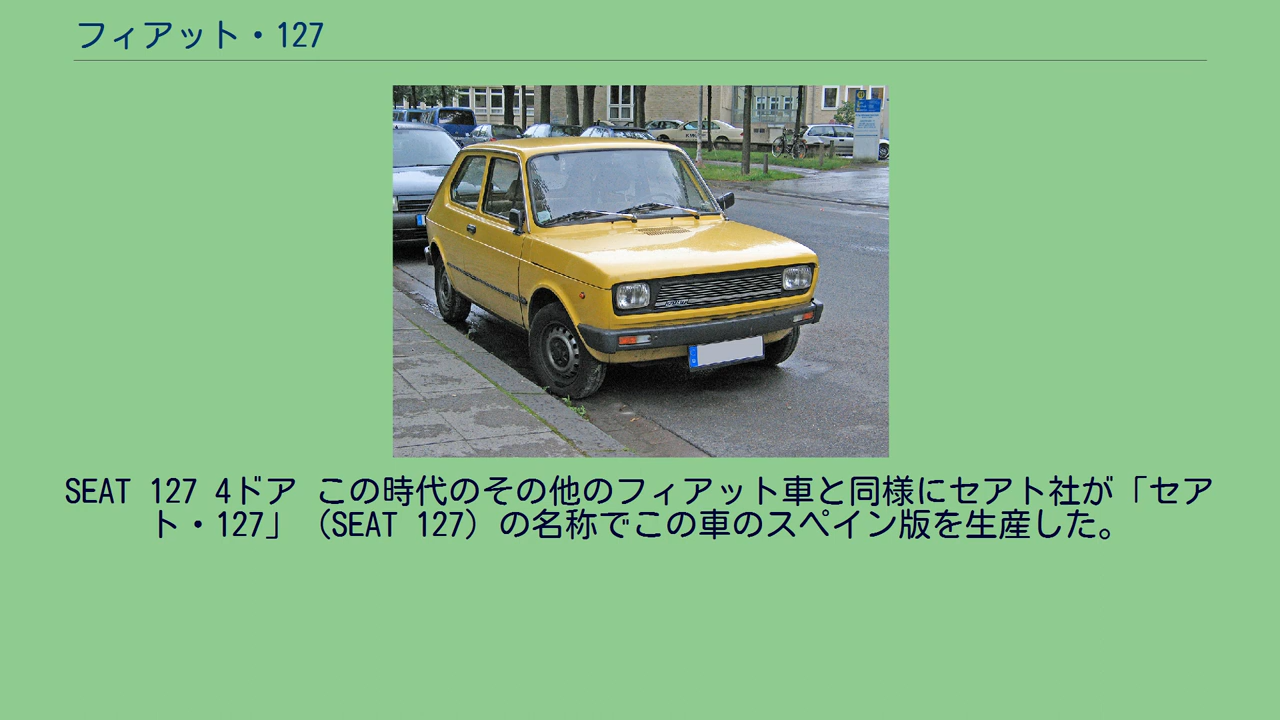 フィアット・127
SEAT 127 4ドア この時代のその他のフィアット車と同様にセアト社が「セア
ト・127」（SEAT 127）の名称でこの車のスペイン版を生産した。